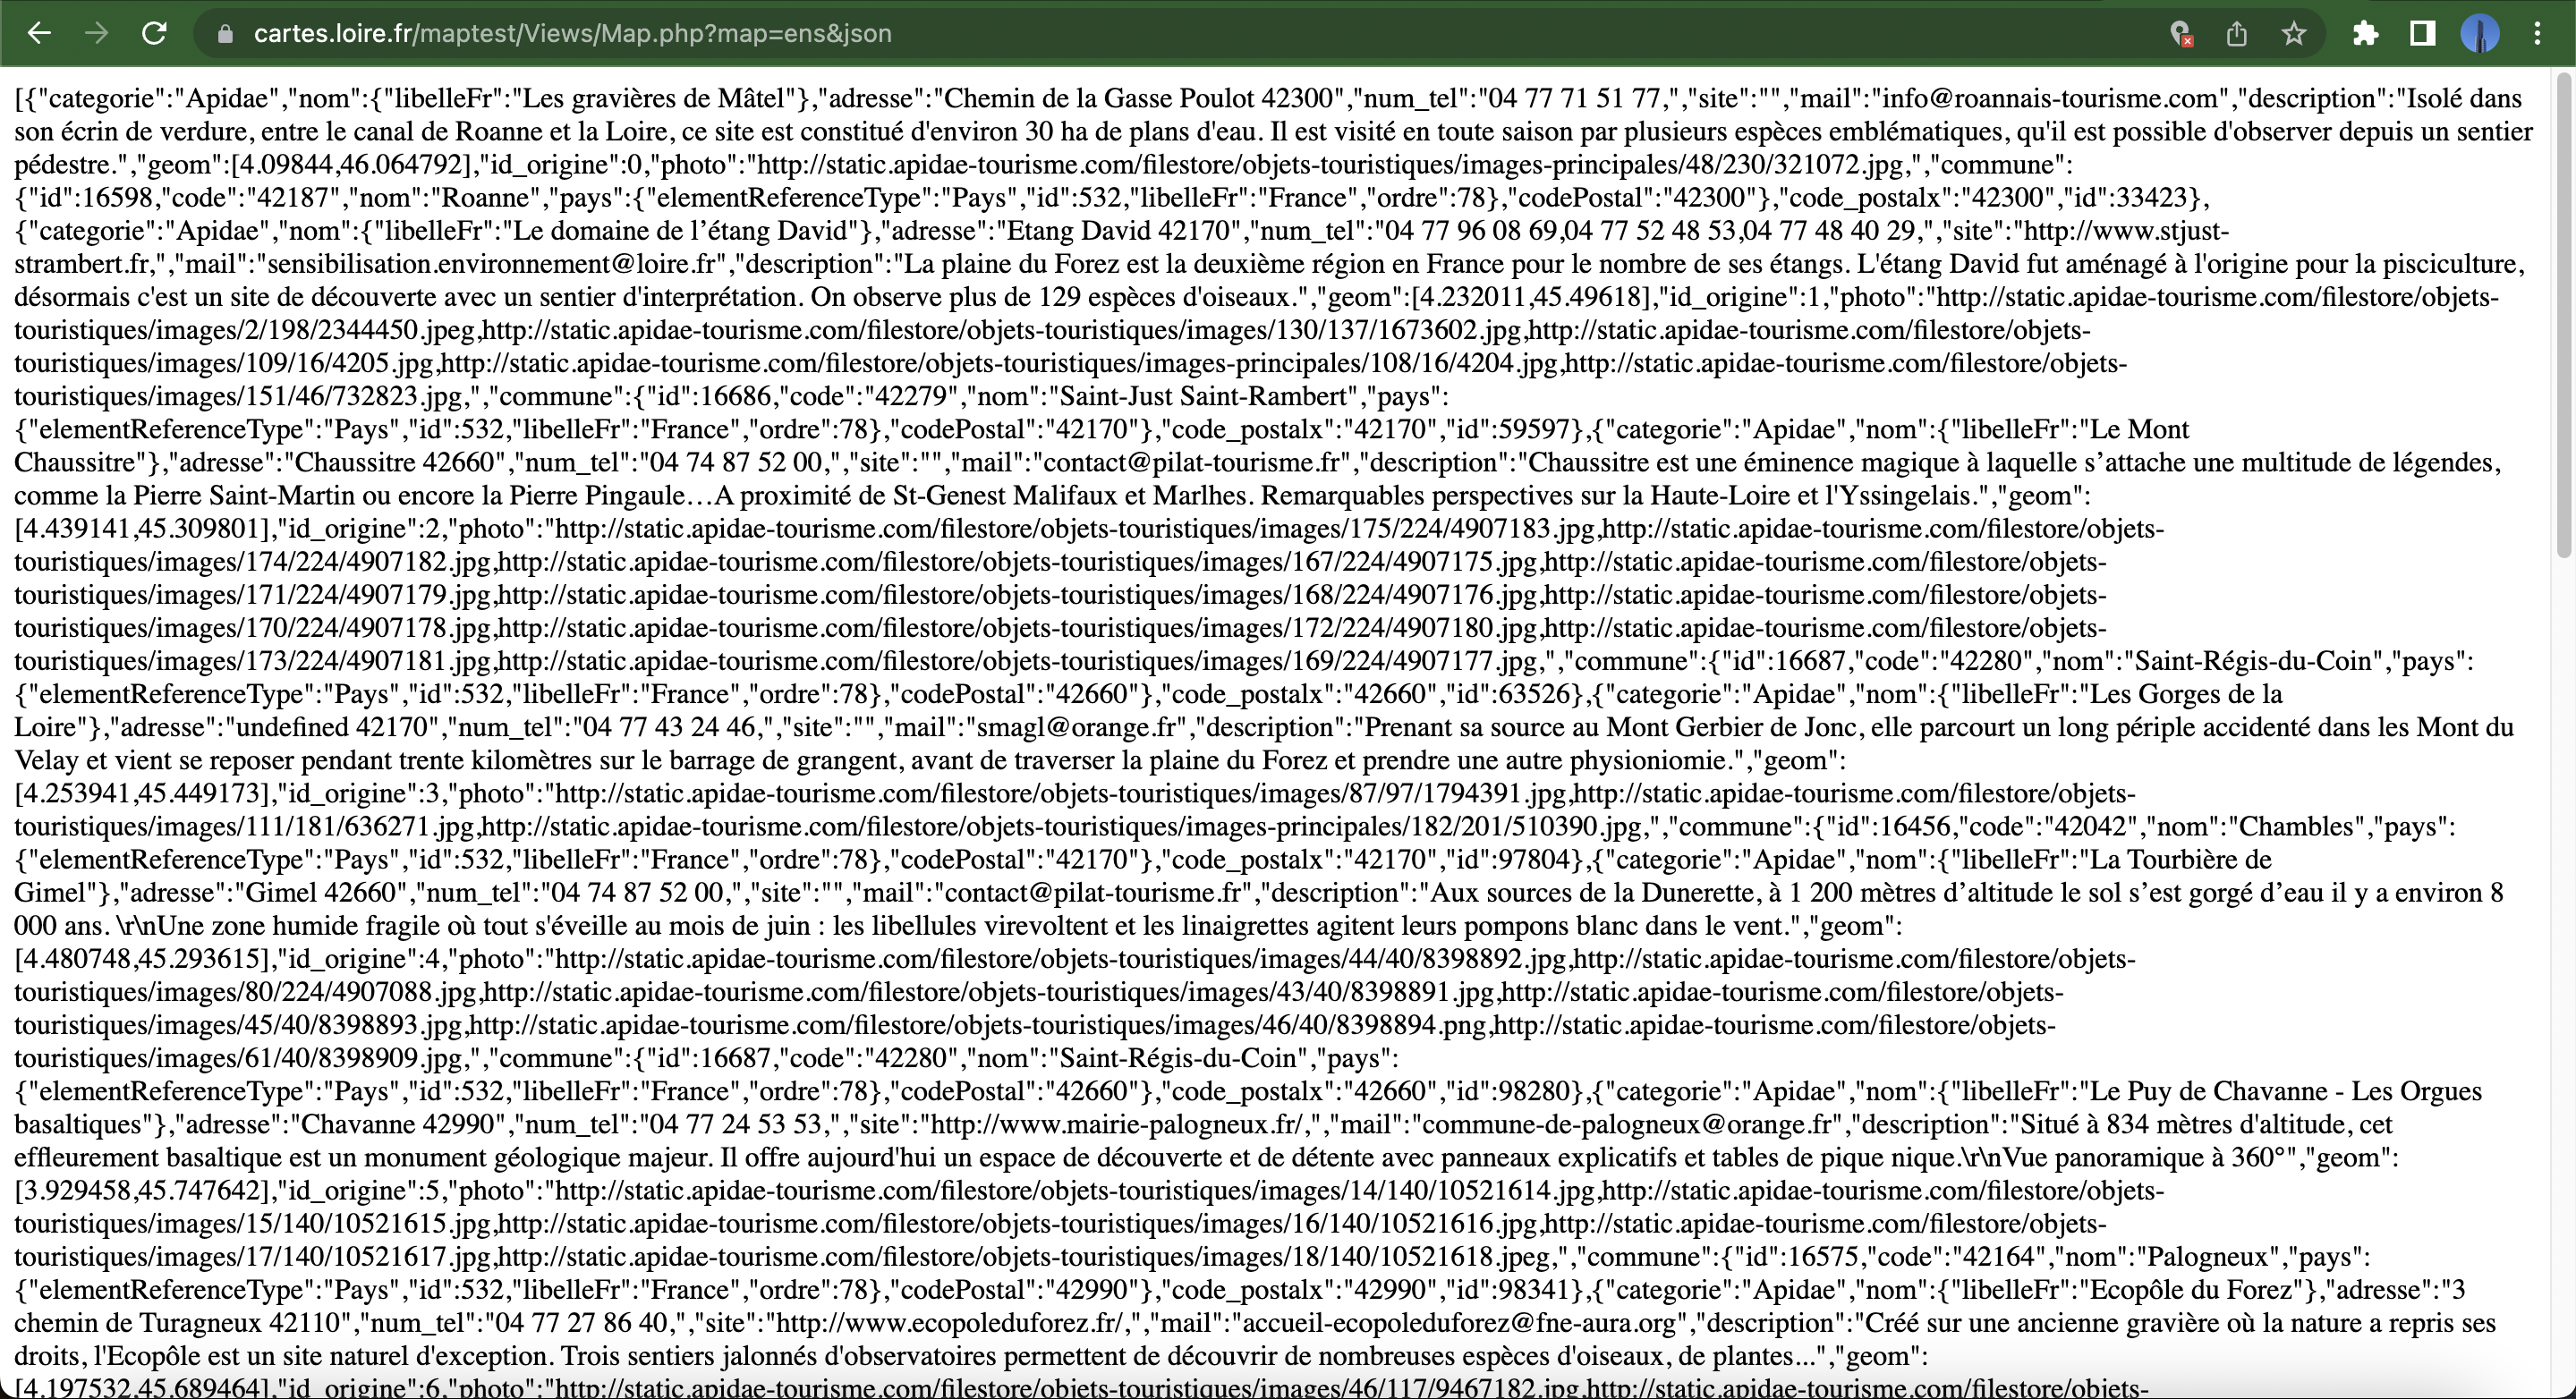 cartes.loire.fr/maptest/Views/Map.php?map=ens&json
[{"categorie":"Apidae","nom":{"libelleFr":"Les gravières de Mâtel"},"adresse":"Chemin de la Gasse Poulot 42300","num_tel":"04 77 71 51 77,","site":"","mail":"info@roannais-tourisme.com","description":"Isolé dans
son écrin de verdure, entre le canal de Roanne et la Loire, ce site est constitué d'environ 30 ha de plans d'eau. Il est visité en toute saison par plusieurs espèces emblématiques, qu'il est possible d'observer depuis un sentier
pédestre.","geom":[4.09844,46.064792],"id_origine":0,"photo":"http://static.apidae-tourisme.com/filestore/objets-touristiques/images-principales/48/230/321072.jpg,","commune":
{"id":16598,"code":"42187","nom":"Roanne","pays":{"elementReferenceType":"Pays","id":532,"libelleFr":"France","ordre":78},"codePostal":"42300"},"code_postalx":"42300","id":33423},
{"categorie":"Apidae","nom":{"libelleFr":"Le domaine de l’étang David"},"adresse":"Etang David 42170","num_tel":"04 77 96 08 69,04 77 52 48 53,04 77 48 40 29,","site":"http://www.stjust-
strambert.fr,","mail":"sensibilisation.environnement@loire.fr","description":"La plaine du Forez est la deuxième région en France pour le nombre de ses étangs. L'étang David fut aménagé à l'origine pour la pisciculture,
désormais c'est un site de découverte avec un sentier d'interprétation. On observe plus de 129 espèces d'oiseaux.","geom":[4.232011,45.49618],"id_origine":1,"photo":"http://static.apidae-tourisme.com/filestore/objets-
touristiques/images/2/198/2344450.jpeg,http://static.apidae-tourisme.com/filestore/objets-touristiques/images/130/137/1673602.jpg,http://static.apidae-tourisme.com/filestore/objets-
touristiques/images/109/16/4205.jpg,http://static.apidae-tourisme.com/filestore/objets-touristiques/images-principales/108/16/4204.jpg,http://static.apidae-tourisme.com/filestore/objets-
touristiques/images/151/46/732823.jpg,","commune":{"id":16686,"code":"42279","nom":"Saint-Just Saint-Rambert","pays":
{"elementReferenceType":"Pays","id":532,"libelleFr":"France","ordre":78},"codePostal":"42170"},"code_postalx":"42170","id":59597},{"categorie":"Apidae","nom":{"libelleFr":"Le Mont
Chaussitre"},"adresse":"Chaussitre 42660","num_tel":"04 74 87 52 00,","site":"","mail":"contact@pilat-tourisme.fr","description":"Chaussitre est une éminence magique à laquelle s’attache une multitude de légendes,
comme la Pierre Saint-Martin ou encore la Pierre Pingaule…A proximité de St-Genest Malifaux et Marlhes. Remarquables perspectives sur la Haute-Loire et l'Yssingelais.","geom":
[4.439141,45.309801],"id_origine":2,"photo":"http://static.apidae-tourisme.com/filestore/objets-touristiques/images/175/224/4907183.jpg,http://static.apidae-tourisme.com/filestore/objets-
touristiques/images/174/224/4907182.jpg,http://static.apidae-tourisme.com/filestore/objets-touristiques/images/167/224/4907175.jpg,http://static.apidae-tourisme.com/filestore/objets-
touristiques/images/171/224/4907179.jpg,http://static.apidae-tourisme.com/filestore/objets-touristiques/images/168/224/4907176.jpg,http://static.apidae-tourisme.com/filestore/objets-
touristiques/images/170/224/4907178.jpg,http://static.apidae-tourisme.com/filestore/objets-touristiques/images/172/224/4907180.jpg,http://static.apidae-tourisme.com/filestore/objets-
touristiques/images/173/224/4907181.jpg,http://static.apidae-tourisme.com/filestore/objets-touristiques/images/169/224/4907177.jpg,","commune":{"id":16687,"code":"42280","nom":"Saint-Régis-du-Coin","pays":
{"elementReferenceType":"Pays","id":532,"libelleFr":"France","ordre":78},"codePostal":"42660"},"code_postalx":"42660","id":63526},{"categorie":"Apidae","nom":{"libelleFr":"Les Gorges de la
Loire"},"adresse":"undefined 42170","num_tel":"04 77 43 24 46,","site":"","mail":"smagl@orange.fr","description":"Prenant sa source au Mont Gerbier de Jonc, elle parcourt un long périple accidenté dans les Mont du
Velay et vient se reposer pendant trente kilomètres sur le barrage de grangent, avant de traverser la plaine du Forez et prendre une autre physioniomie.","geom":
[4.253941,45.449173],"id_origine":3,"photo":"http://static.apidae-tourisme.com/filestore/objets-touristiques/images/87/97/1794391.jpg,http://static.apidae-tourisme.com/filestore/objets-
touristiques/images/111/181/636271.jpg,http://static.apidae-tourisme.com/filestore/objets-touristiques/images-principales/182/201/510390.jpg,","commune":{"id":16456,"code":"42042","nom":"Chambles","pays":
{"elementReferenceType":"Pays","id":532,"libelleFr":"France","ordre":78},"codePostal":"42170"},"code_postalx":"42170","id":97804},{"categorie":"Apidae","nom":{"libelleFr":"La Tourbière de
Gimel"},"adresse":"Gimel 42660","num_tel":"04 74 87 52 00,","site":"","mail":"contact@pilat-tourisme.fr","description":"Aux sources de la Dunerette, à 1 200 mètres d’altitude le sol s’est gorgé d’eau il y a environ 8
000 ans. \r\nUne zone humide fragile où tout s'éveille au mois de juin : les libellules virevoltent et les linaigrettes agitent leurs pompons blanc dans le vent.","geom":
[4.480748,45.293615],"id_origine":4,"photo":"http://static.apidae-tourisme.com/filestore/objets-touristiques/images/44/40/8398892.jpg,http://static.apidae-tourisme.com/filestore/objets-
touristiques/images/80/224/4907088.jpg,http://static.apidae-tourisme.com/filestore/objets-touristiques/images/43/40/8398891.jpg,http://static.apidae-tourisme.com/filestore/objets-
touristiques/images/45/40/8398893.jpg,http://static.apidae-tourisme.com/filestore/objets-touristiques/images/46/40/8398894.png,http://static.apidae-tourisme.com/filestore/objets-
touristiques/images/61/40/8398909.jpg,","commune":{"id":16687,"code":"42280","nom":"Saint-Régis-du-Coin","pays":
{"elementReferenceType":"Pays","id":532,"libelleFr":"France","ordre":78},"codePostal":"42660"},"code_postalx":"42660","id":98280},{"categorie":"Apidae","nom":{"libelleFr":"Le Puy de Chavanne - Les Orgues
basaltiques"},"adresse":"Chavanne 42990","num_tel":"04 77 24 53 53,","site":"http://www.mairie-palogneux.fr/,","mail":"commune-de-palogneux@orange.fr","description":"Situé à 834 mètres d'altitude, cet
effleurement basaltique est un monument géologique majeur. Il offre aujourd'hui un espace de découverte et de détente avec panneaux explicatifs et tables de pique nique.\r\nVue panoramique à 360°","geom":
[3.929458,45.747642],"id_origine":5,"photo":"http://static.apidae-tourisme.com/filestore/objets-touristiques/images/14/140/10521614.jpg,http://static.apidae-tourisme.com/filestore/objets-
touristiques/images/15/140/10521615.jpg,http://static.apidae-tourisme.com/filestore/objets-touristiques/images/16/140/10521616.jpg,http://static.apidae-tourisme.com/filestore/objets-
touristiques/images/17/140/10521617.jpg,http://static.apidae-tourisme.com/filestore/objets-touristiques/images/18/140/10521618.jpeg,","commune":{"id":16575,"code":"42164","nom":"Palogneux","pays":
{"elementReferenceType":"Pays","id":532,"libelleFr":"France","ordre":78},"codePostal":"42990"},"code_postalx":"42990","id":98341},{"categorie":"Apidae","nom":{"libelleFr":"Ecopôle du Forez"},"adresse":"3
chemin de Turagneux 42110","num_tel":"04 77 27 86 40,","site":"http://www.ecopoleduforez.fr/,","mail":"accueil-ecopoleduforez@fne-aura.org","description":"Créé sur une ancienne gravière où la nature a repris ses
droits, l'Ecopôle est un site naturel d'exception. Trois sentiers jalonnés d'observatoires permettent de découvrir de nombreuses espèces d'oiseaux, de plantes...","geom":
[4.197532,45.689464],"id_origine":6,"photo":"http://static.apidae-tourisme.com/filestore/objets-touristiques/images/46/117/9467182.jpg,http://static.apidae-tourisme.com/filestore/objets-